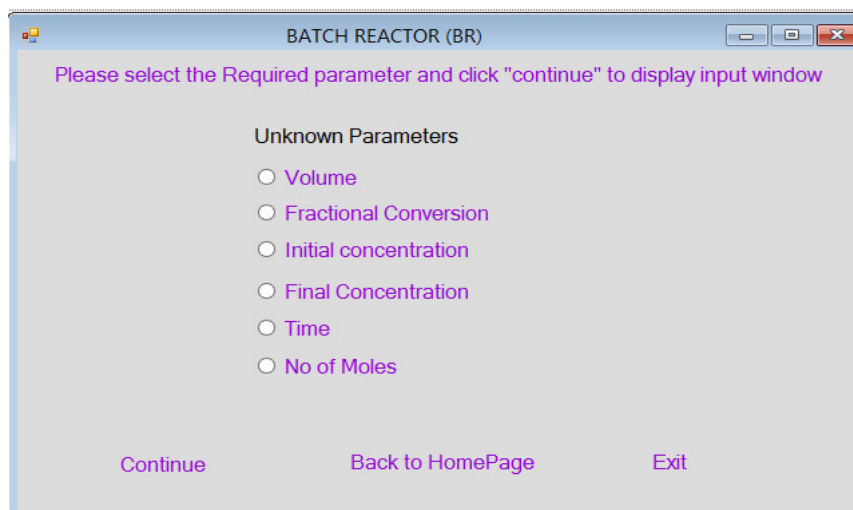 BATCH REACTOR (BR)
Please select the Required parameter and click "continue" to display input window
Unknown Parameters
Volume
Fractional Conversion
Initial concentration
Final Concentration
Time
No of Moles
Continue Back to HomePage Exit